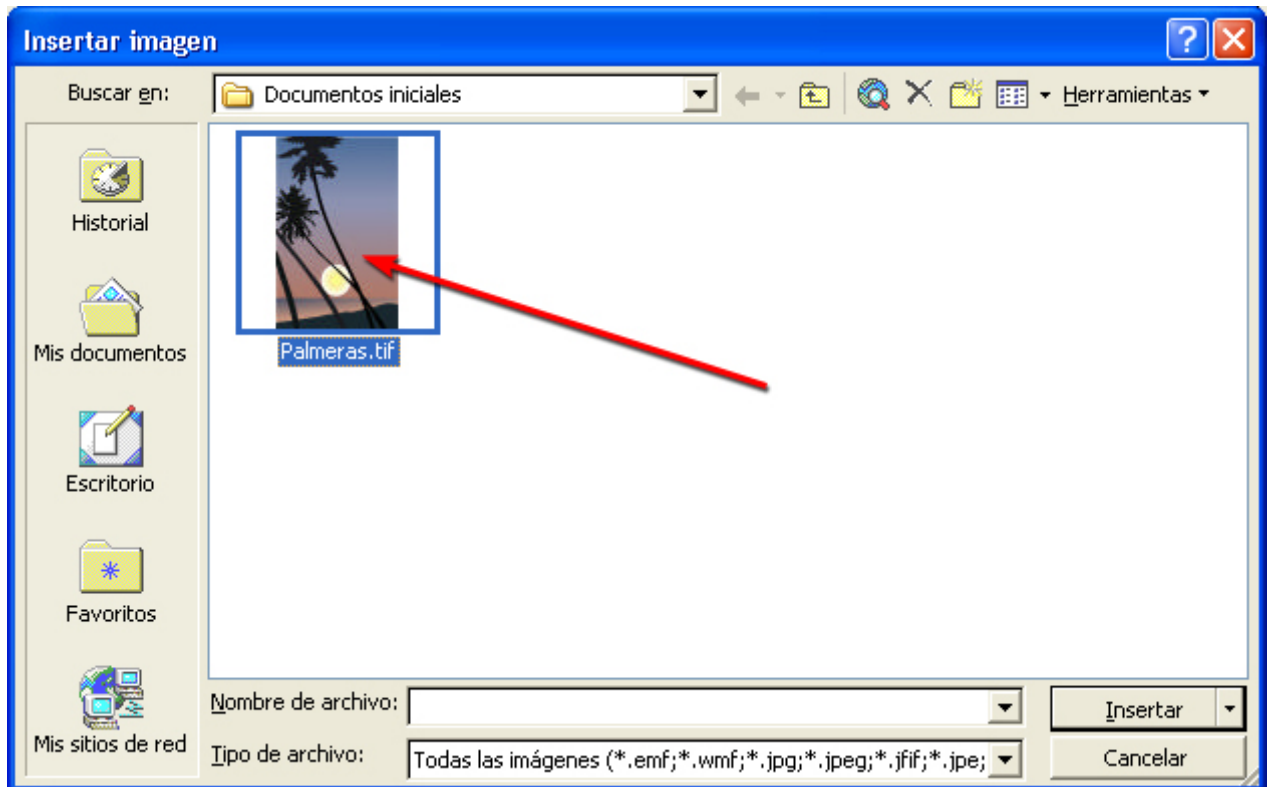 Insertar imagen
Buscar en:
Documentos iniciales
Herramientas
Historial
Mis documentos
Escritorio
Favoritos
Mis sitios de red
Palmeras.tif
Nombre de archivo:
Insertar
Tipo de archivo:
Todas las imágenes (*.emf;*.wmf;*.jpg;*.jpeg;*.jfif;*.jpe;
Cancelar